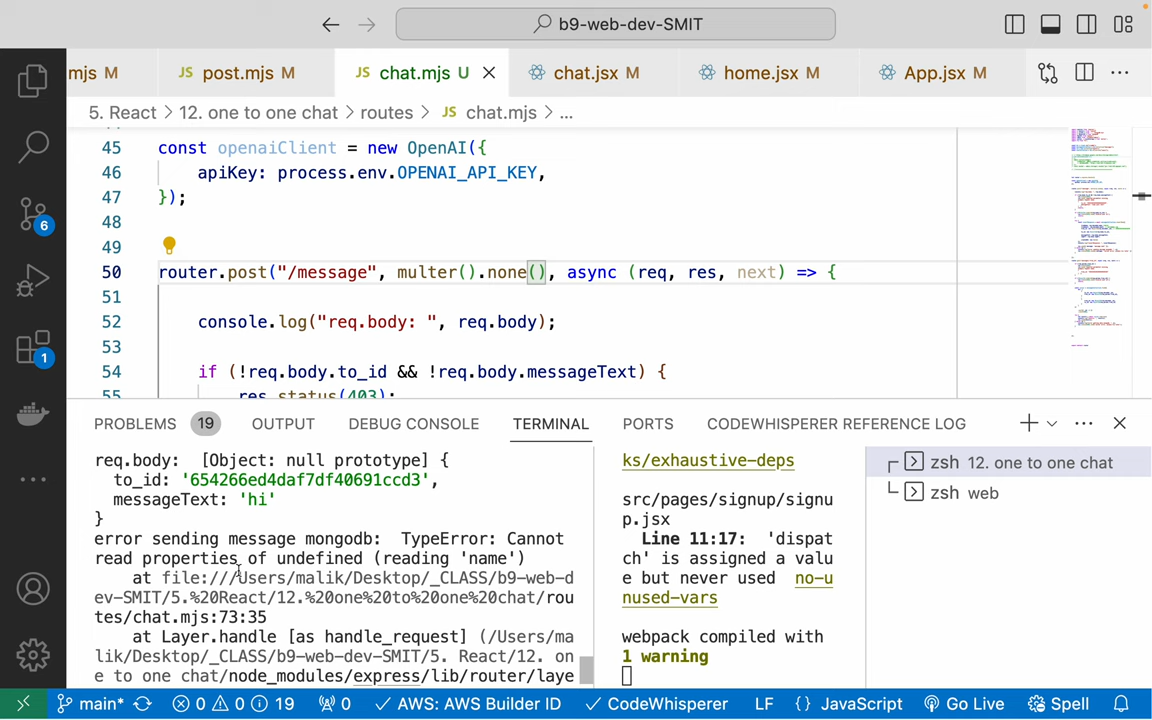 b9-web-dev-SMIT
mjs M
JS post.mjs M
JS chat.mjs U
chat.jsx M
home.jsx M
App.jsx M
5. React > 12. one to one chat > routes > JS chat.mjs > ...
45 const openaiClient = new OpenAI({
46 apiKey: process.env.OPENAI_API_KEY,
47 });
48
49
50 router.post("/message", multer().none(), async (req, res, next) => {
51
52 console.log("req.body: ", req.body);
53
54 if (!req.body.to_id && !req.body.messageText) {
55 res.status(403);
6
1
PROBLEMS 19 OUTPUT DEBUG CONSOLE TERMINAL PORTS CODEWHISPERER REFERENCE LOG
req.body: [Object: null prototype] {
to_id: '654266ed4daf7df40691ccd3',
messageText: 'hi'
}
error sending message mongodb: TypeError: Cannot
read properties of undefined (reading 'name')
at file:///Users/malik/Desktop/_CLASS/b9-web-d
ev-SMIT/5.%20React/12.%20one%20to%20one%20chat/rou
tes/chat.mjs:73:35
at Layer.handle [as handle_request] (/Users/ma
lik/Desktop/_CLASS/b9-web-dev-SMIT/5. React/12. on
e to one chat/node_modules/express/lib/router/laye
ks/exhaustive-deps
src/pages/signup/signu
p.jsx
Line 11:17: 'dispat
ch' is assigned a valu
e but never used no-u
nused-vars
webpack compiled with
1 warning
zsh 12. one to one chat
zsh web
main* 0 0 19 0 AWS: AWS Builder ID CodeWhisperer LF {} JavaScript Go Live Spell